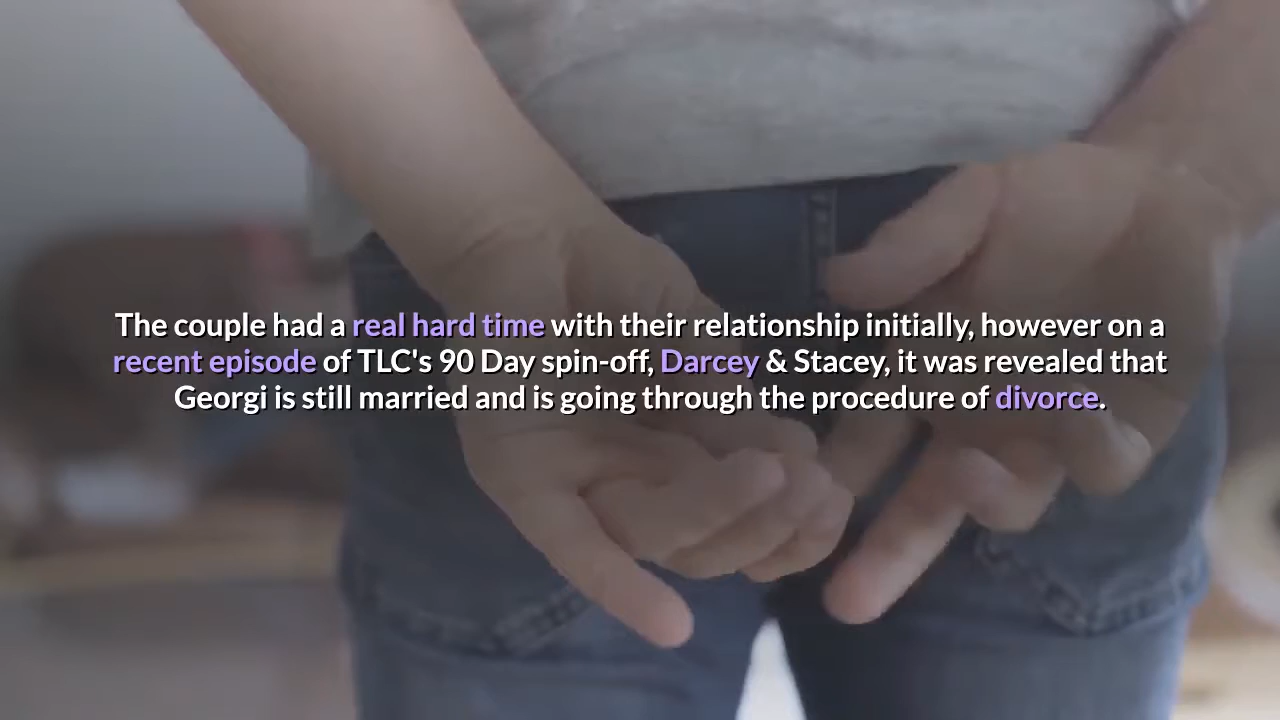 The couple had a real hard time with their relationship initially, however on a
recent episode of TLC's 90 Day spin-off, Darcey & Stacey, it was revealed that
Georgi is still married and is going through the procedure of divorce.